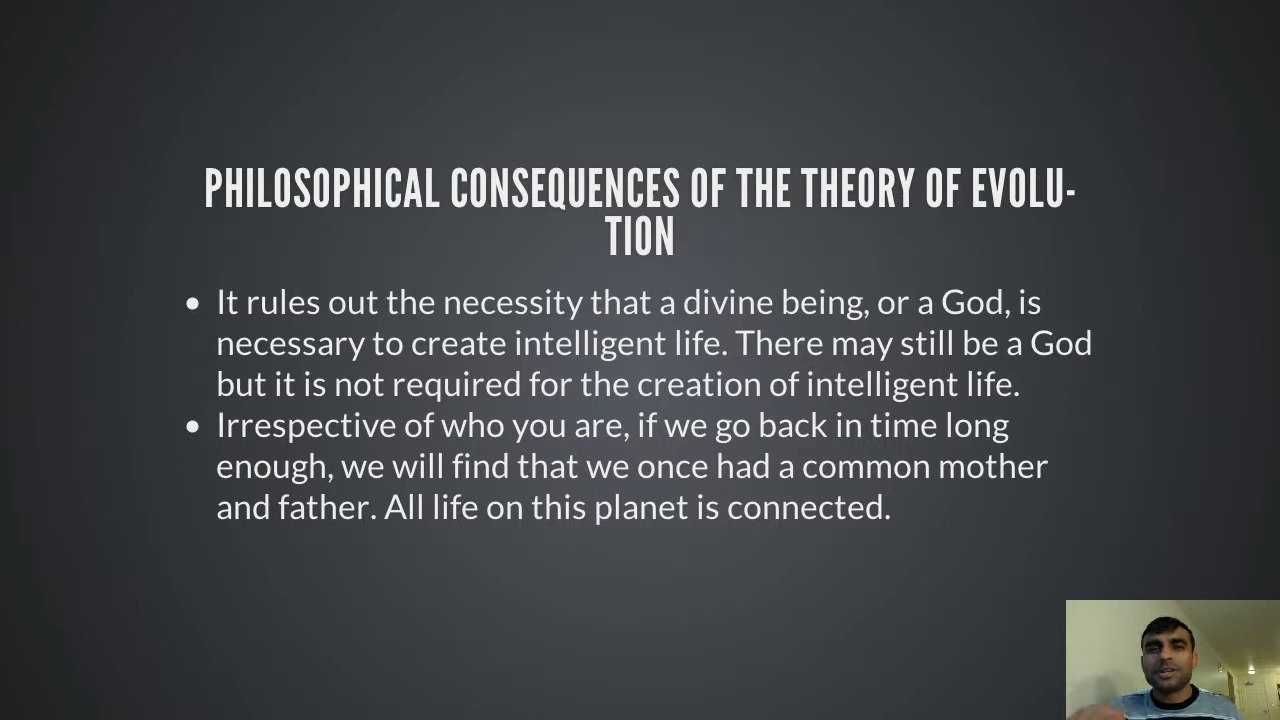 PHILOSOPHICAL CONSEQUENCES OF THE THEORY OF EVOLU-
TION
• It rules out the necessity that a divine being, or a God, is
necessary to create intelligent life. There may still be a God
but it is not required for the creation of intelligent life.
• Irrespective of who you are, if we go back in time long
enough, we will find that we once had a common mother
and father. All life on this planet is connected.